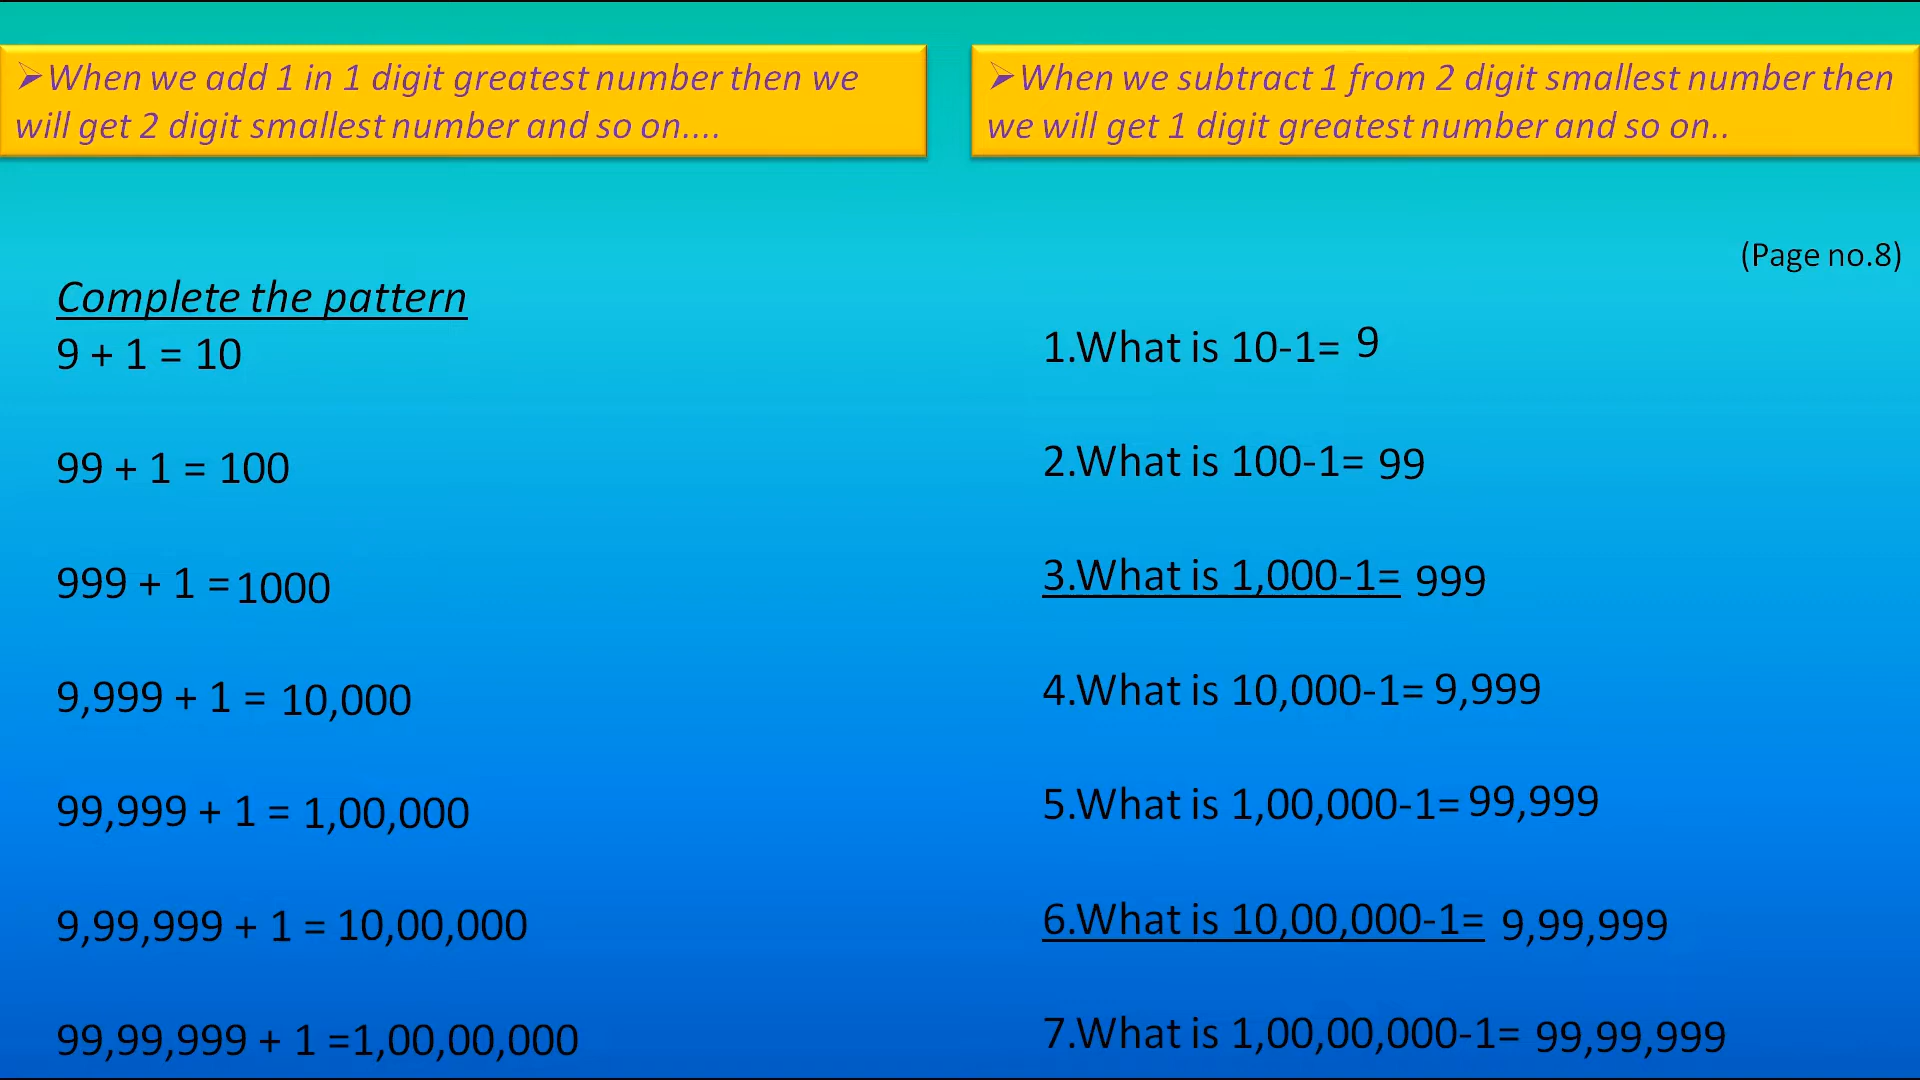 ➢When we add 1 in 1 digit greatest number then we
will get 2 digit smallest number and so on....
➢When we subtract 1 from 2 digit smallest number then
we will get 1 digit greatest number and so on..
(Page no.8)
Complete the pattern
9 + 1 = 10
99 + 1 = 100
999 + 1 =1000
9,999 + 1 = 10,000
99,999 + 1 = 1,00,000
9,99,999 + 1 = 10,00,000
99,99,999 + 1 =1,00,00,000
1.What is 10-1= 9
2.What is 100-1= 99
3.What is 1,000-1= 999
4.What is 10,000-1= 9,999
5.What is 1,00,000-1= 99,999
6.What is 10,00,000-1= 9,99,999
7.What is 1,00,00,000-1= 99,99,999